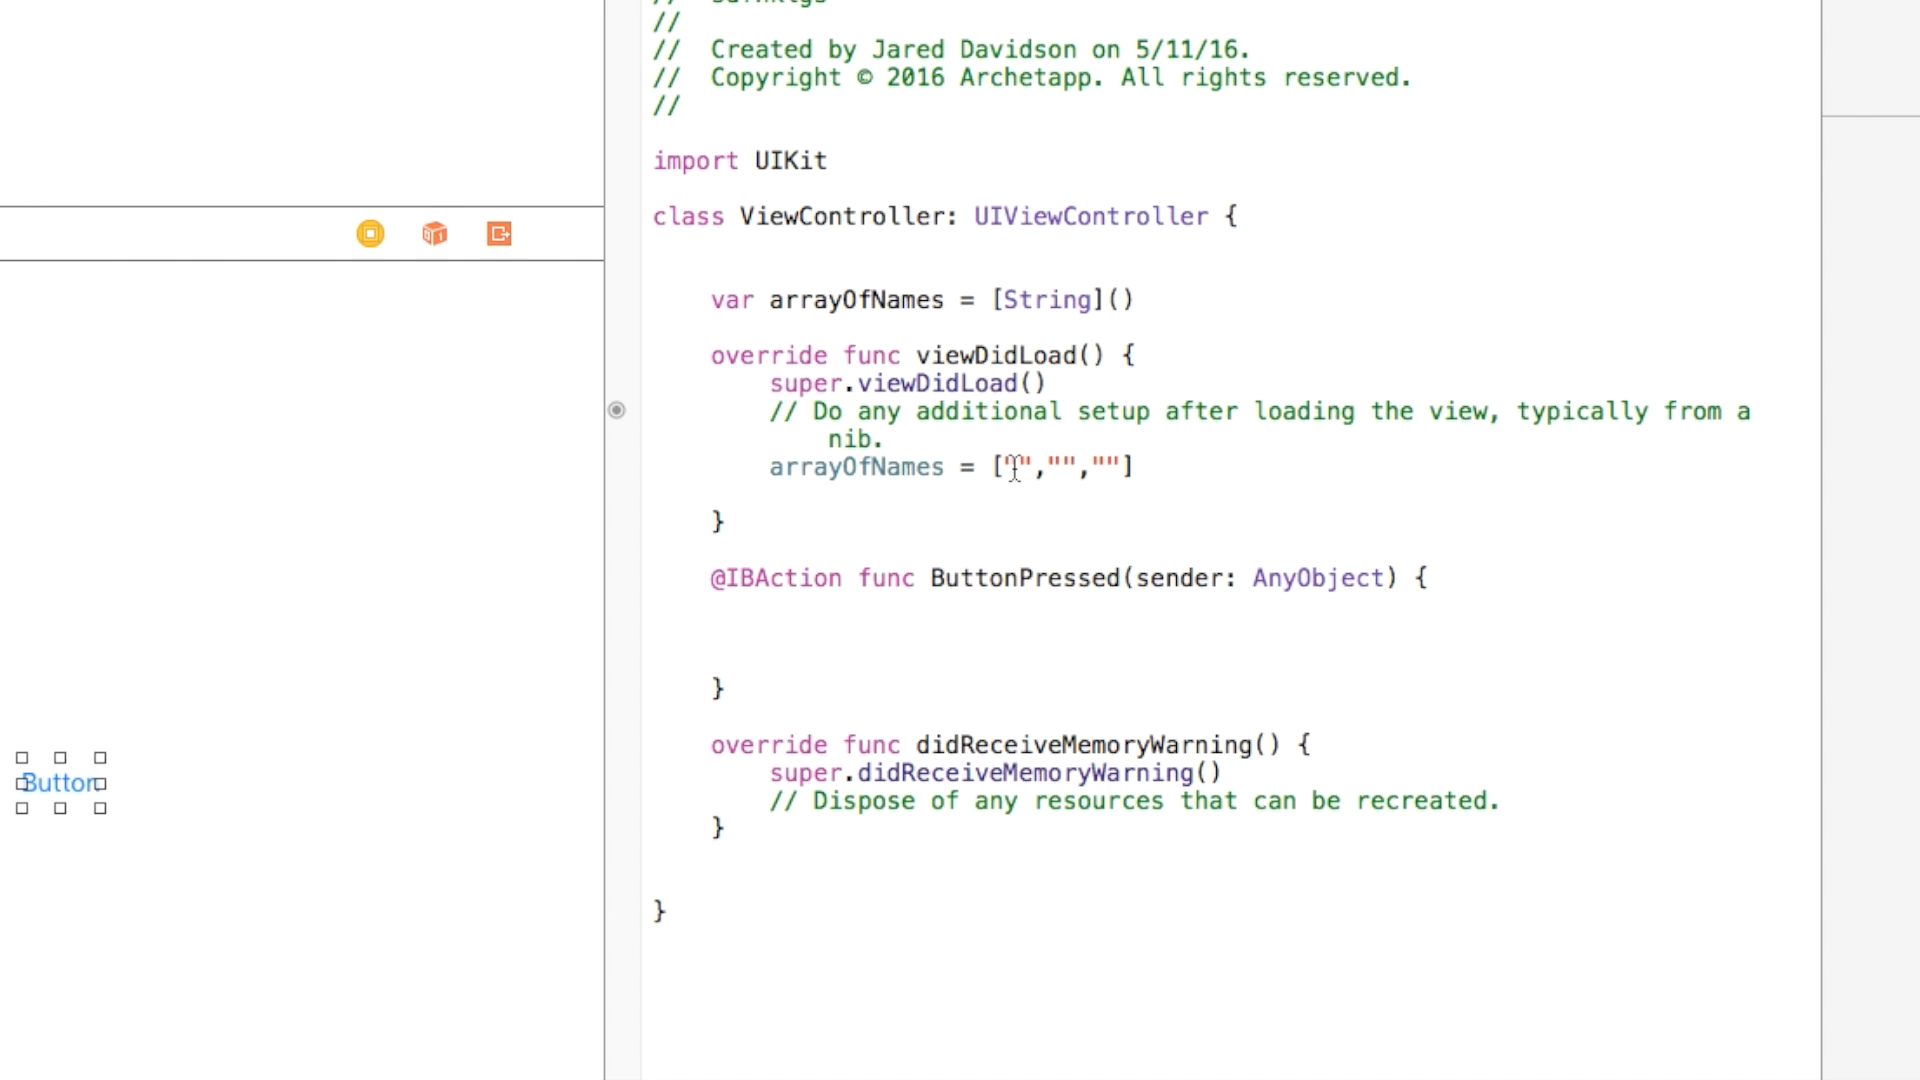 //
// Created by Jared Davidson on 5/11/16.
// Copyright © 2016 Archetapp. All rights reserved.
//
import UIKit
class ViewController: UIViewController {
var arrayOfNames = [String]()
override func viewDidLoad() {
super.viewDidLoad()
// Do any additional setup after loading the view, typically from a
nib.
arrayOfNames = ["","",""]
}
@IBAction func ButtonPressed(sender: AnyObject) {
}
override func didReceiveMemoryWarning() {
super.didReceiveMemoryWarning()
// Dispose of any resources that can be recreated.
}
}
Button